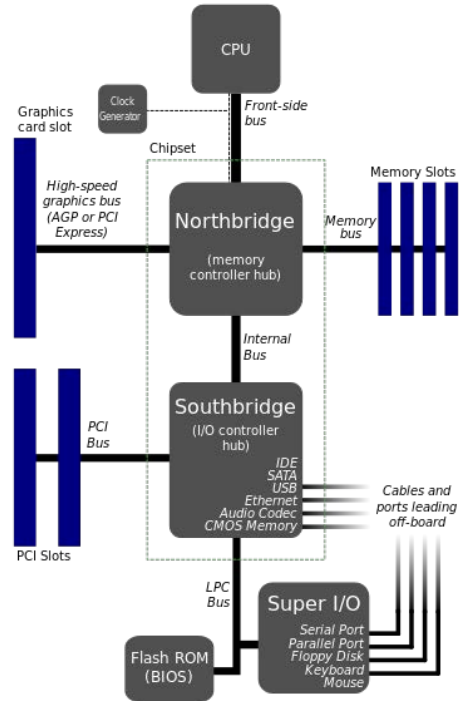 CPU
Clock
Generator
Front-side
bus
Graphics
card slot
Chipset
High-speed
graphics bus
(AGP or PCI
Express)
Northbridge
(memory
controller hub)
Memory
bus
Memory Slots
Internal
Bus
PCI
Bus
Southbridge
(I/O controller
hub)
IDE
SATA
USB
Ethernet
Audio Codec
CMOS Memory
Cables and
ports leading
off-board
PCI Slots
LPC
Bus
Super I/O
Serial Port
Parallel Port
Floppy Disk
Keyboard
Mouse
Flash ROM
(BIOS)